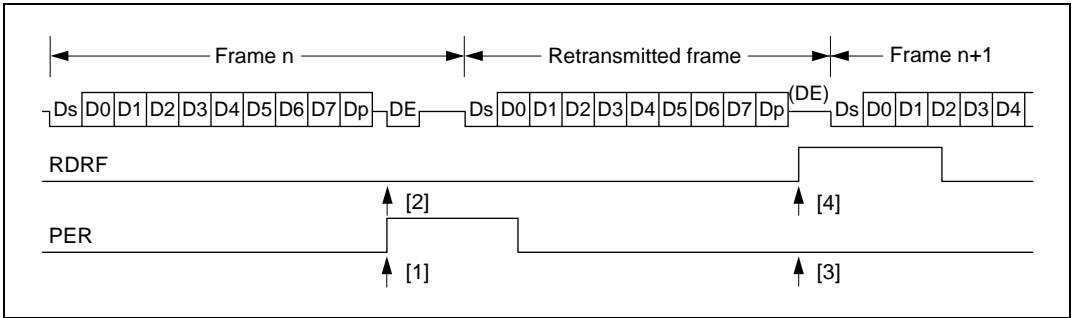 Frame n Retransmitted frame Frame n+1
Ds D0 D1 D2 D3 D4 D5 D6 D7 Dp DE Ds D0 D1 D2 D3 D4 D5 D6 D7 Dp (DE) Ds D0 D1 D2 D3 D4
RDRF
[2] [4]
PER
[1] [3]